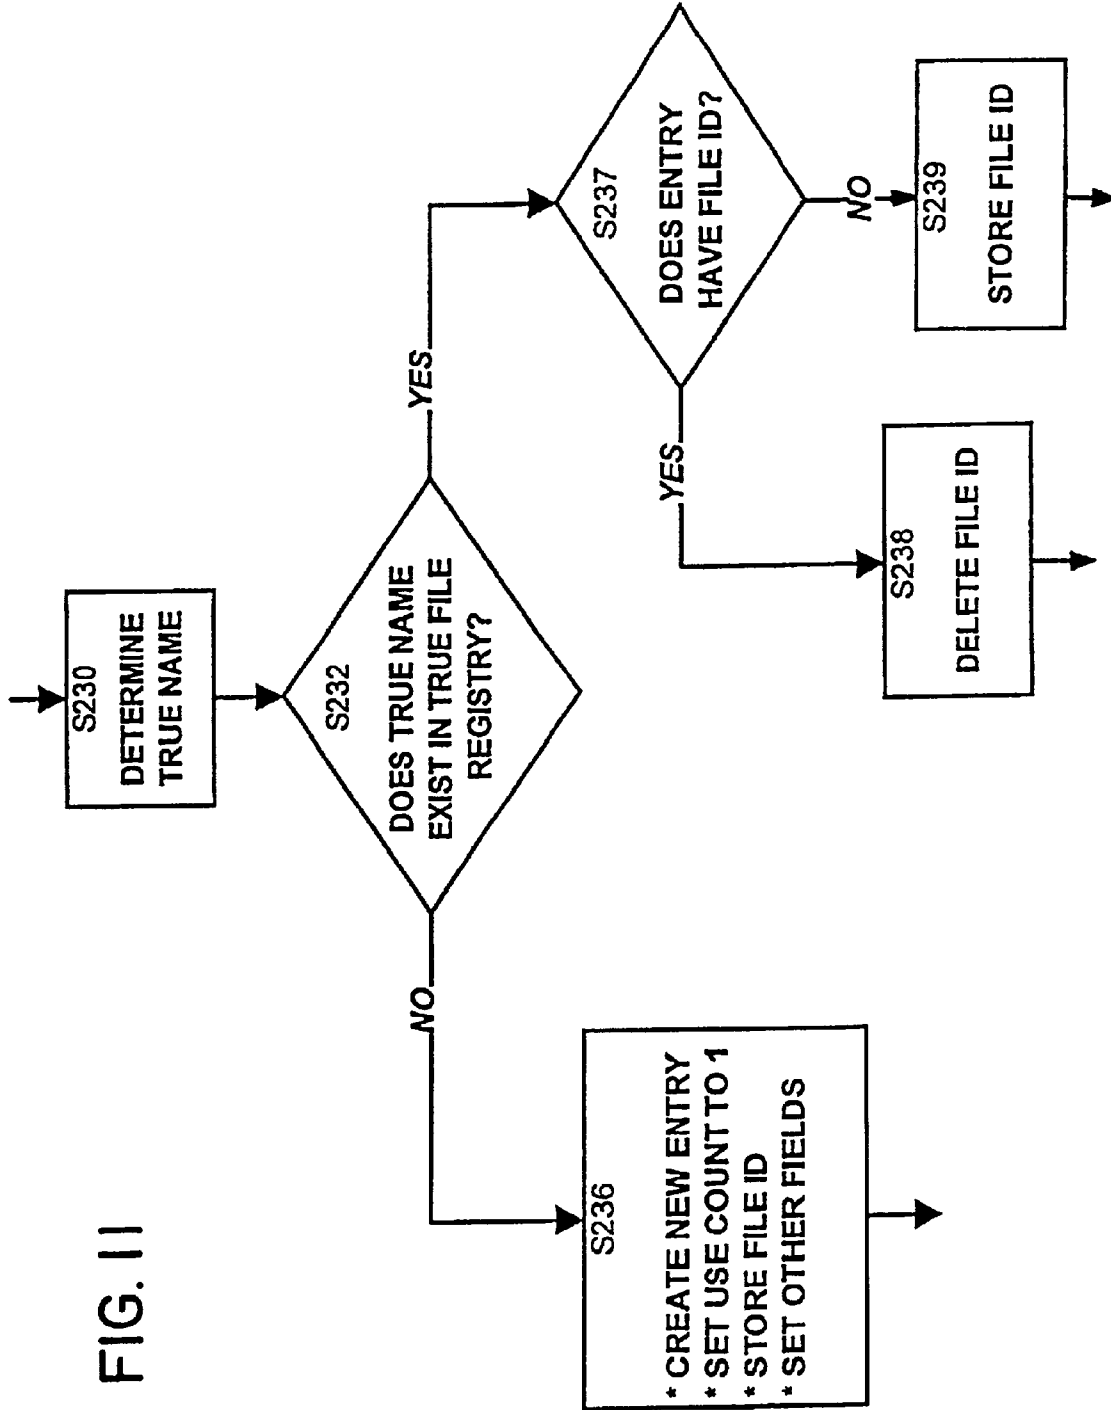 FIG. 11
S230
DETERMINE
TRUE NAME
S232
DOES TRUE NAME
EXIST IN TRUE FILE
REGISTRY?
NO
YES
S236
* CREATE NEW ENTRY
* SET USE COUNT TO 1
* STORE FILE ID
* SET OTHER FIELDS
S237
DOES ENTRY
HAVE FILE ID?
YES
NO
S238
DELETE FILE ID
S239
STORE FILE ID